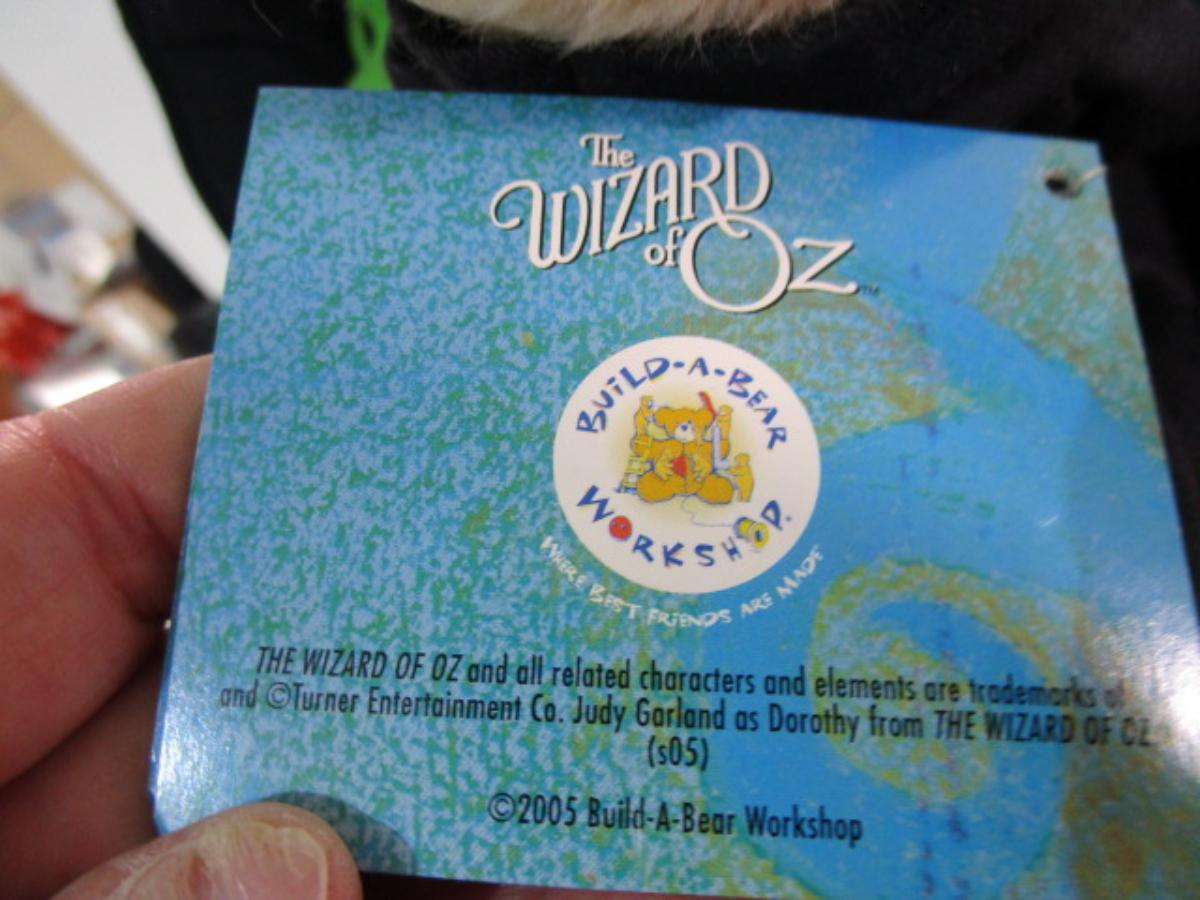 The
WIZARD
of OZ™
BUILD-A-BEAR
WORKSHOP®
WHERE BEST FRIENDS ARE MADE
THE WIZARD OF OZ and all related characters and elements are trademarks of
and ©Turner Entertainment Co. Judy Garland as Dorothy from THE WIZARD OF OZ
(s05)
©2005 Build-A-Bear Workshop